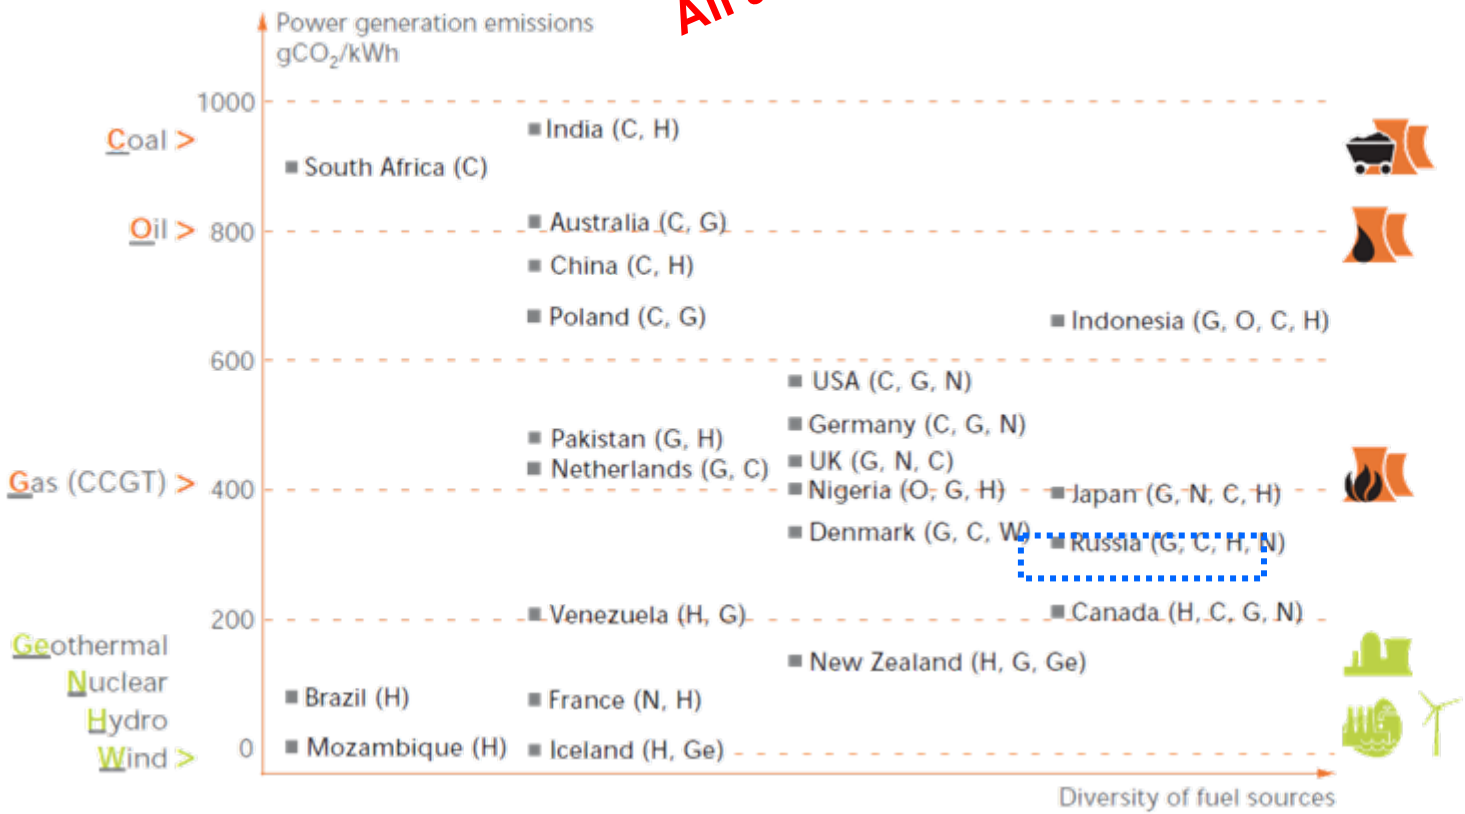 All
Power generation emissions
gCO₂/kWh
1000
Coal >
India (C, H)
South Africa (C)
Oil >
800
Australia (C, G)
China (C, H)
Poland (C, G)
Indonesia (G, O, C, H)
600
USA (C, G, N)
Germany (C, G, N)
Pakistan (G, H)
Netherlands (G, C)
UK (G, N, C)
Gas (CCGT) >
400
Nigeria (O, G, H)
Japan (G, N, C, H)
Denmark (G, C, W)
Russia (G, C, H, N)
200
Venezuela (H, G)
Canada (H, C, G, N)
Geothermal
New Zealand (H, G, Ge)
Nuclear
Brazil (H)
France (N, H)
Hydro
0
Mozambique (H)
Iceland (H, Ge)
Wind >
Diversity of fuel sources